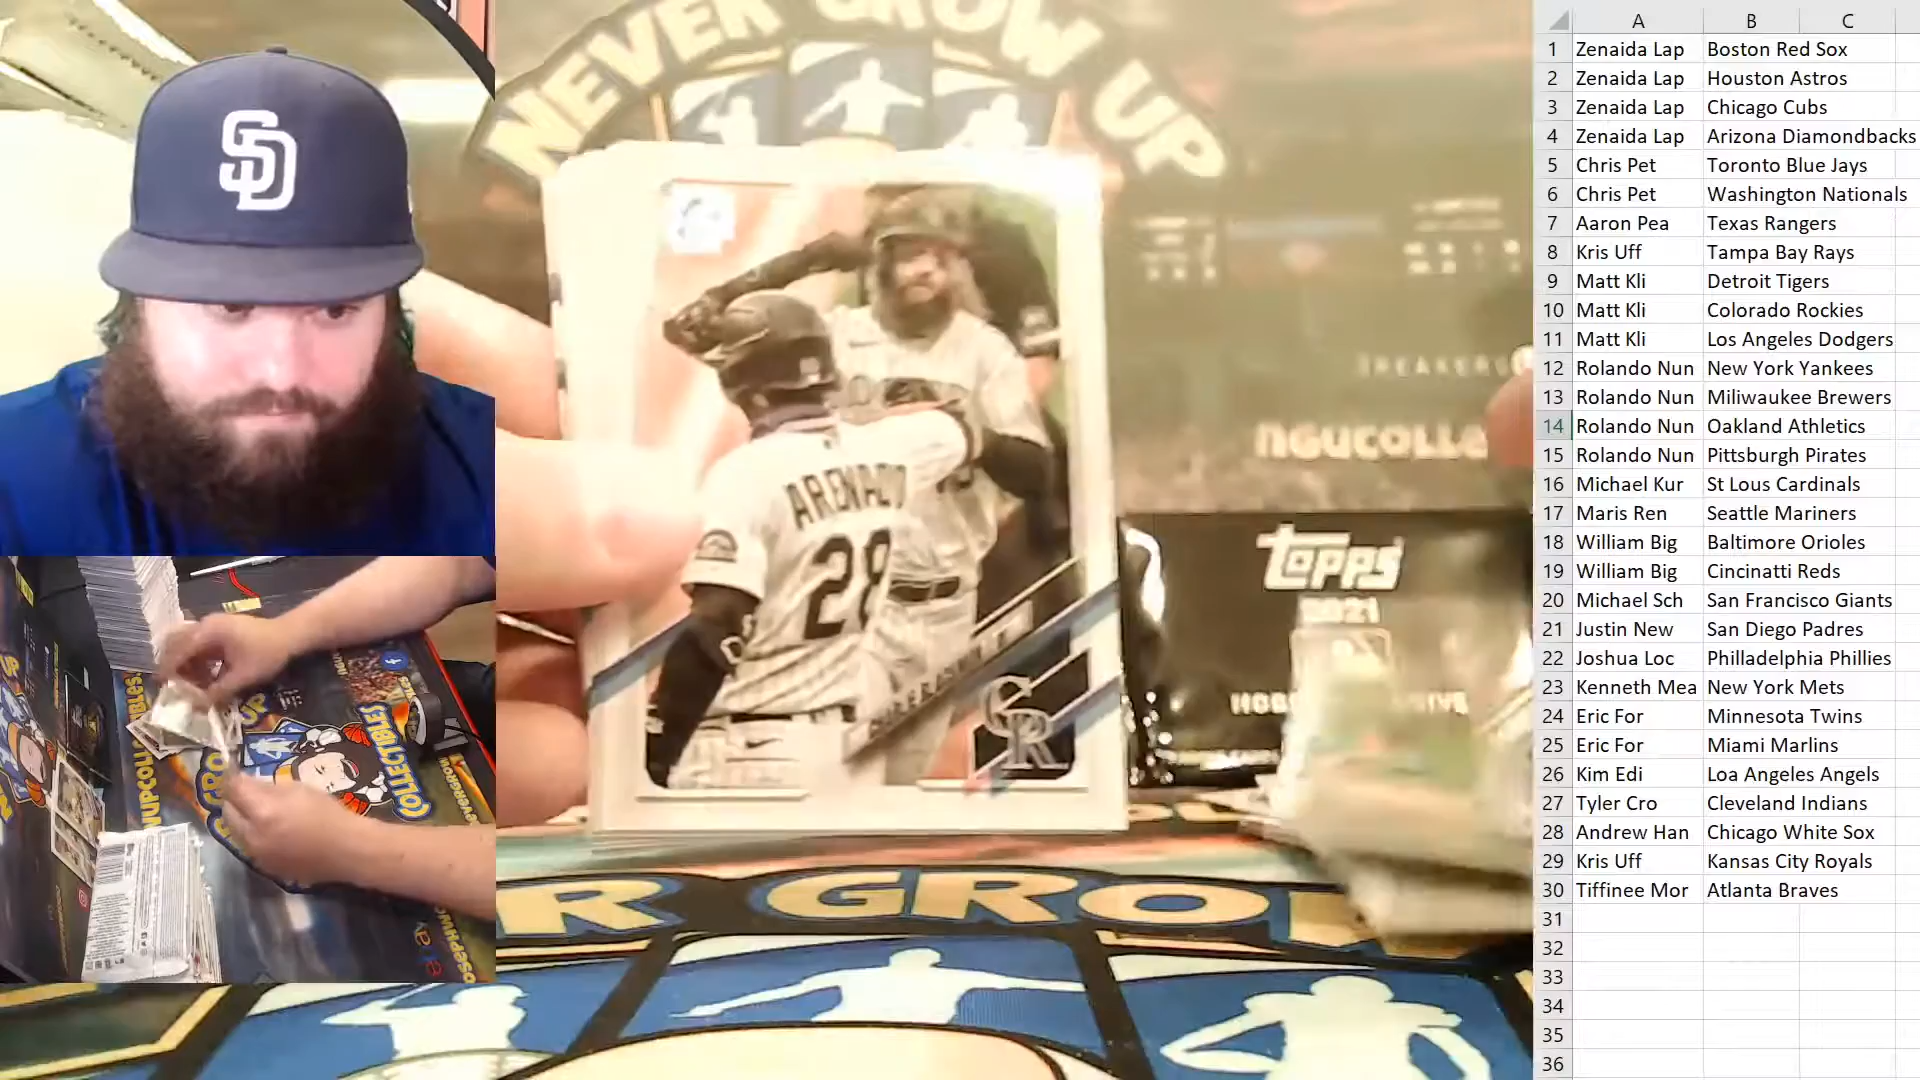 NEVER GROW UP
SD
ARENADO
28
CR
BREAKERS
NGUCOLLE
TOPPS
2021
R GROW
COLLECTIBLES
A B C
1 Zenaida Lap Boston Red Sox
2 Zenaida Lap Houston Astros
3 Zenaida Lap Chicago Cubs
4 Zenaida Lap Arizona Diamondbacks
5 Chris Pet Toronto Blue Jays
6 Chris Pet Washington Nationals
7 Aaron Pea Texas Rangers
8 Kris Uff Tampa Bay Rays
9 Matt Kli Detroit Tigers
10 Matt Kli Colorado Rockies
11 Matt Kli Los Angeles Dodgers
12 Rolando Nun New York Yankees
13 Rolando Nun Miliwaukee Brewers
14 Rolando Nun Oakland Athletics
15 Rolando Nun Pittsburgh Pirates
16 Michael Kur St Lous Cardinals
17 Maris Ren Seattle Mariners
18 William Big Baltimore Orioles
19 William Big Cincinatti Reds
20 Michael Sch San Francisco Giants
21 Justin New San Diego Padres
22 Joshua Loc Philladelphia Phillies
23 Kenneth Mea New York Mets
24 Eric For Minnesota Twins
25 Eric For Miami Marlins
26 Kim Edi Loa Angeles Angels
27 Tyler Cro Cleveland Indians
28 Andrew Han Chicago White Sox
29 Kris Uff Kansas City Royals
30 Tiffinee Mor Atlanta Braves
31
32
33
34
35
36